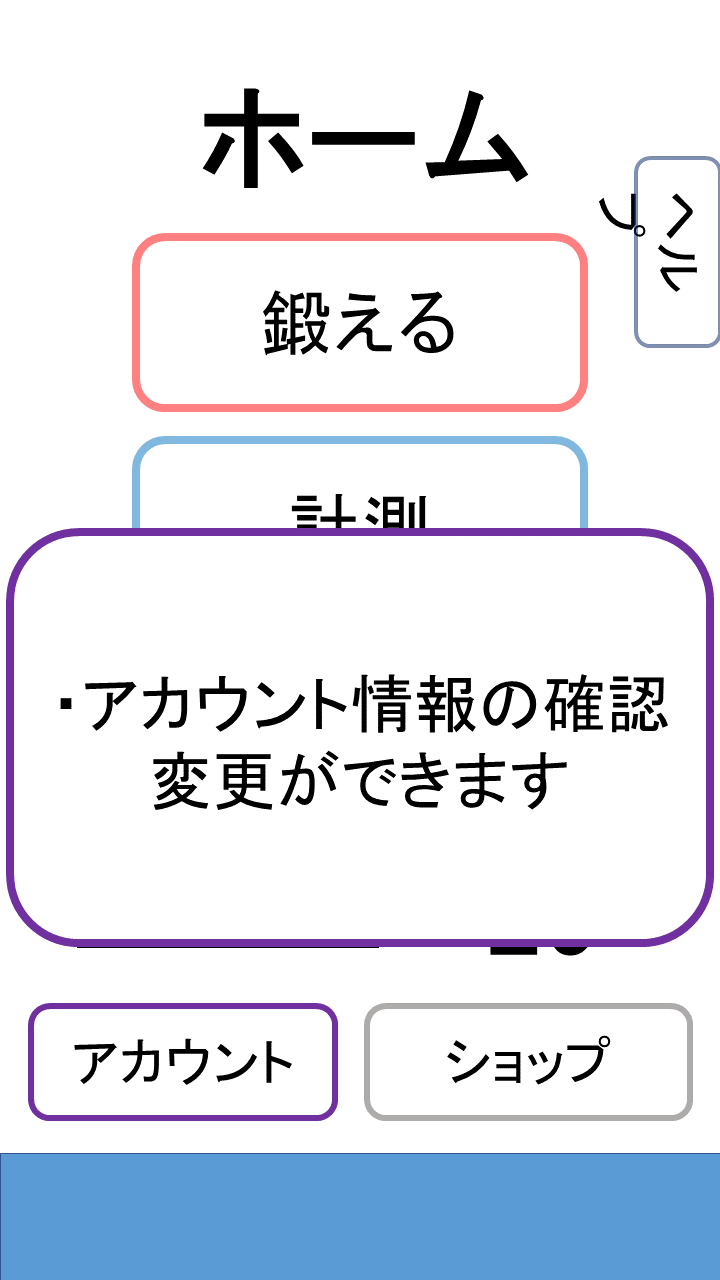 ホーム
ヘル
プ
鍛える
計測
・アカウント情報の確認
変更ができます
アカウント
ショップ